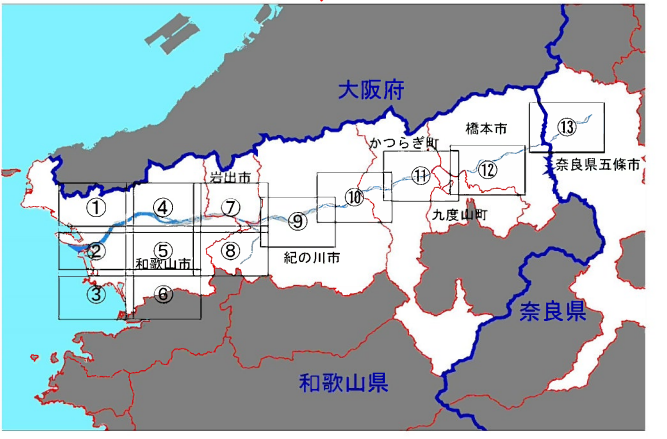 大阪府
橋本市
⑬
かつらぎ町
奈良県五條市
岩出市
⑪
⑫
①
④
⑦
⑨
⑩
九度山町
②
⑤
⑧
和歌山市
紀の川市
③
⑥
奈良県
和歌山県